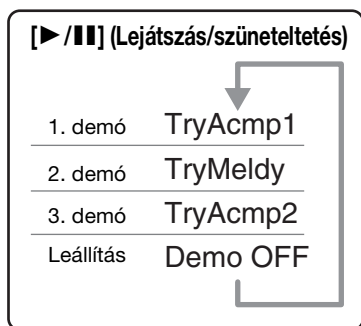 [►/❚❚] (Lejátszás/szüneteltetés)
1. demó TryAcmp1
2. demó TryMeldy
3. demó TryAcmp2
Leállítás Demo OFF